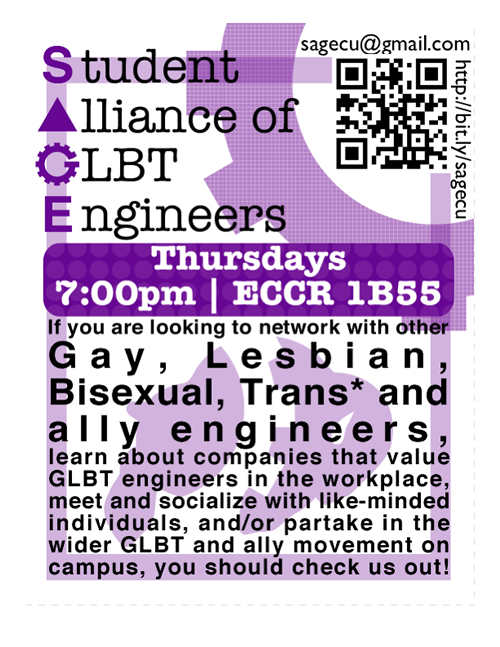 sagecu@gmail.com
http://bit.ly/sagecu
Student
Alliance of
GLBT
Engineers
Thursdays
7:00pm | ECCR 1B55
If you are looking to network with other
Gay, Lesbian,
Bisexual, Trans* and
ally engineers,
learn about companies that value
GLBT engineers in the workplace,
meet and socialize with like-minded
individuals, and/or partake in the
wider GLBT and ally movement on
campus, you should check us out!